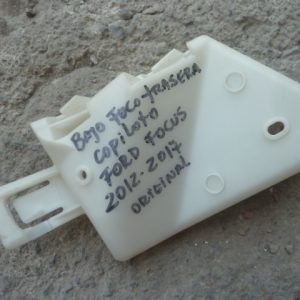 BAJO FOCO TRASERA
COPILOTO
FORD FOCUS
2012-2017
ORIGINAL